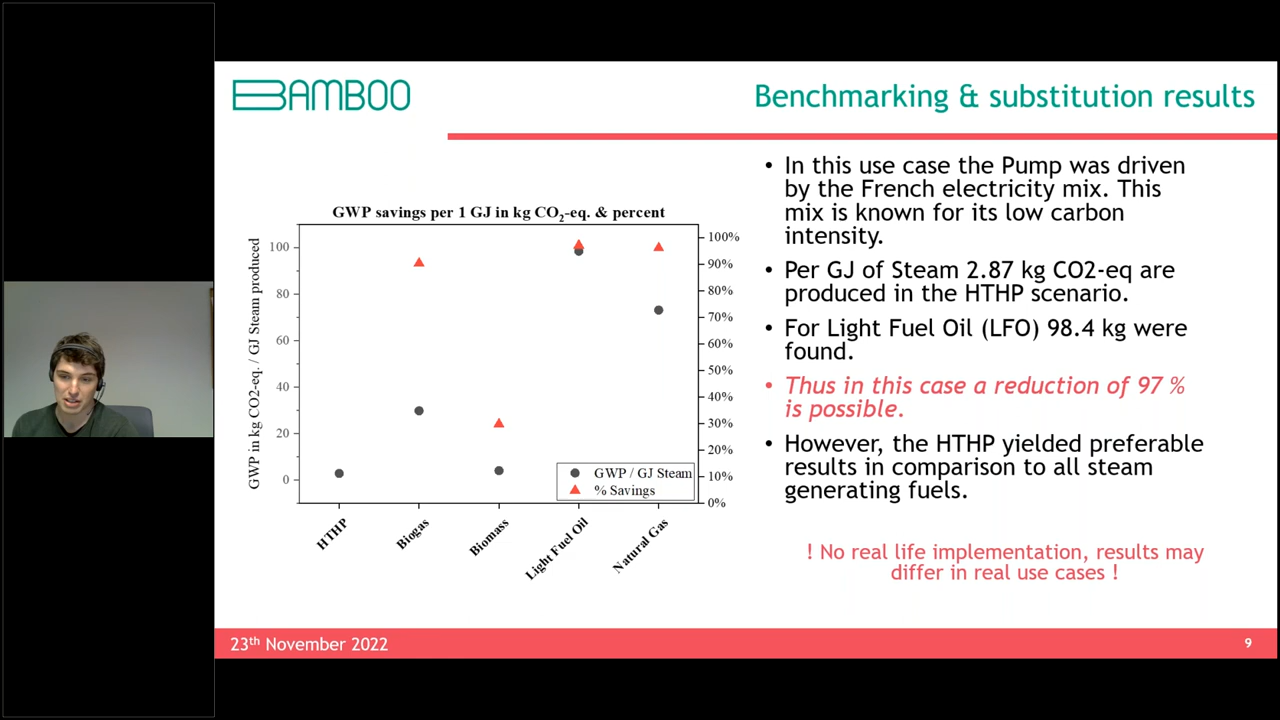 BAMBOO
Benchmarking & substitution results
GWP savings per 1 GJ in kg CO2-eq. & percent
GWP in kg CO2-eq. / GJ Steam produced
100
80
60
40
20
0
100%
90%
80%
70%
60%
50%
40%
30%
20%
10%
0%
GWP / GJ Steam
% Savings
HTHP
Biogas
Biomass
Light Fuel Oil
Natural Gas
• In this use case the Pump was driven
by the French electricity mix. This
mix is known for its low carbon
intensity.
• Per GJ of Steam 2.87 kg CO2-eq are
produced in the HTHP scenario.
• For Light Fuel Oil (LFO) 98.4 kg were
found.
• Thus in this case a reduction of 97 %
is possible.
• However, the HTHP yielded preferable
results in comparison to all steam
generating fuels.
! No real life implementation, results may
differ in real use cases !
23th November 2022
9